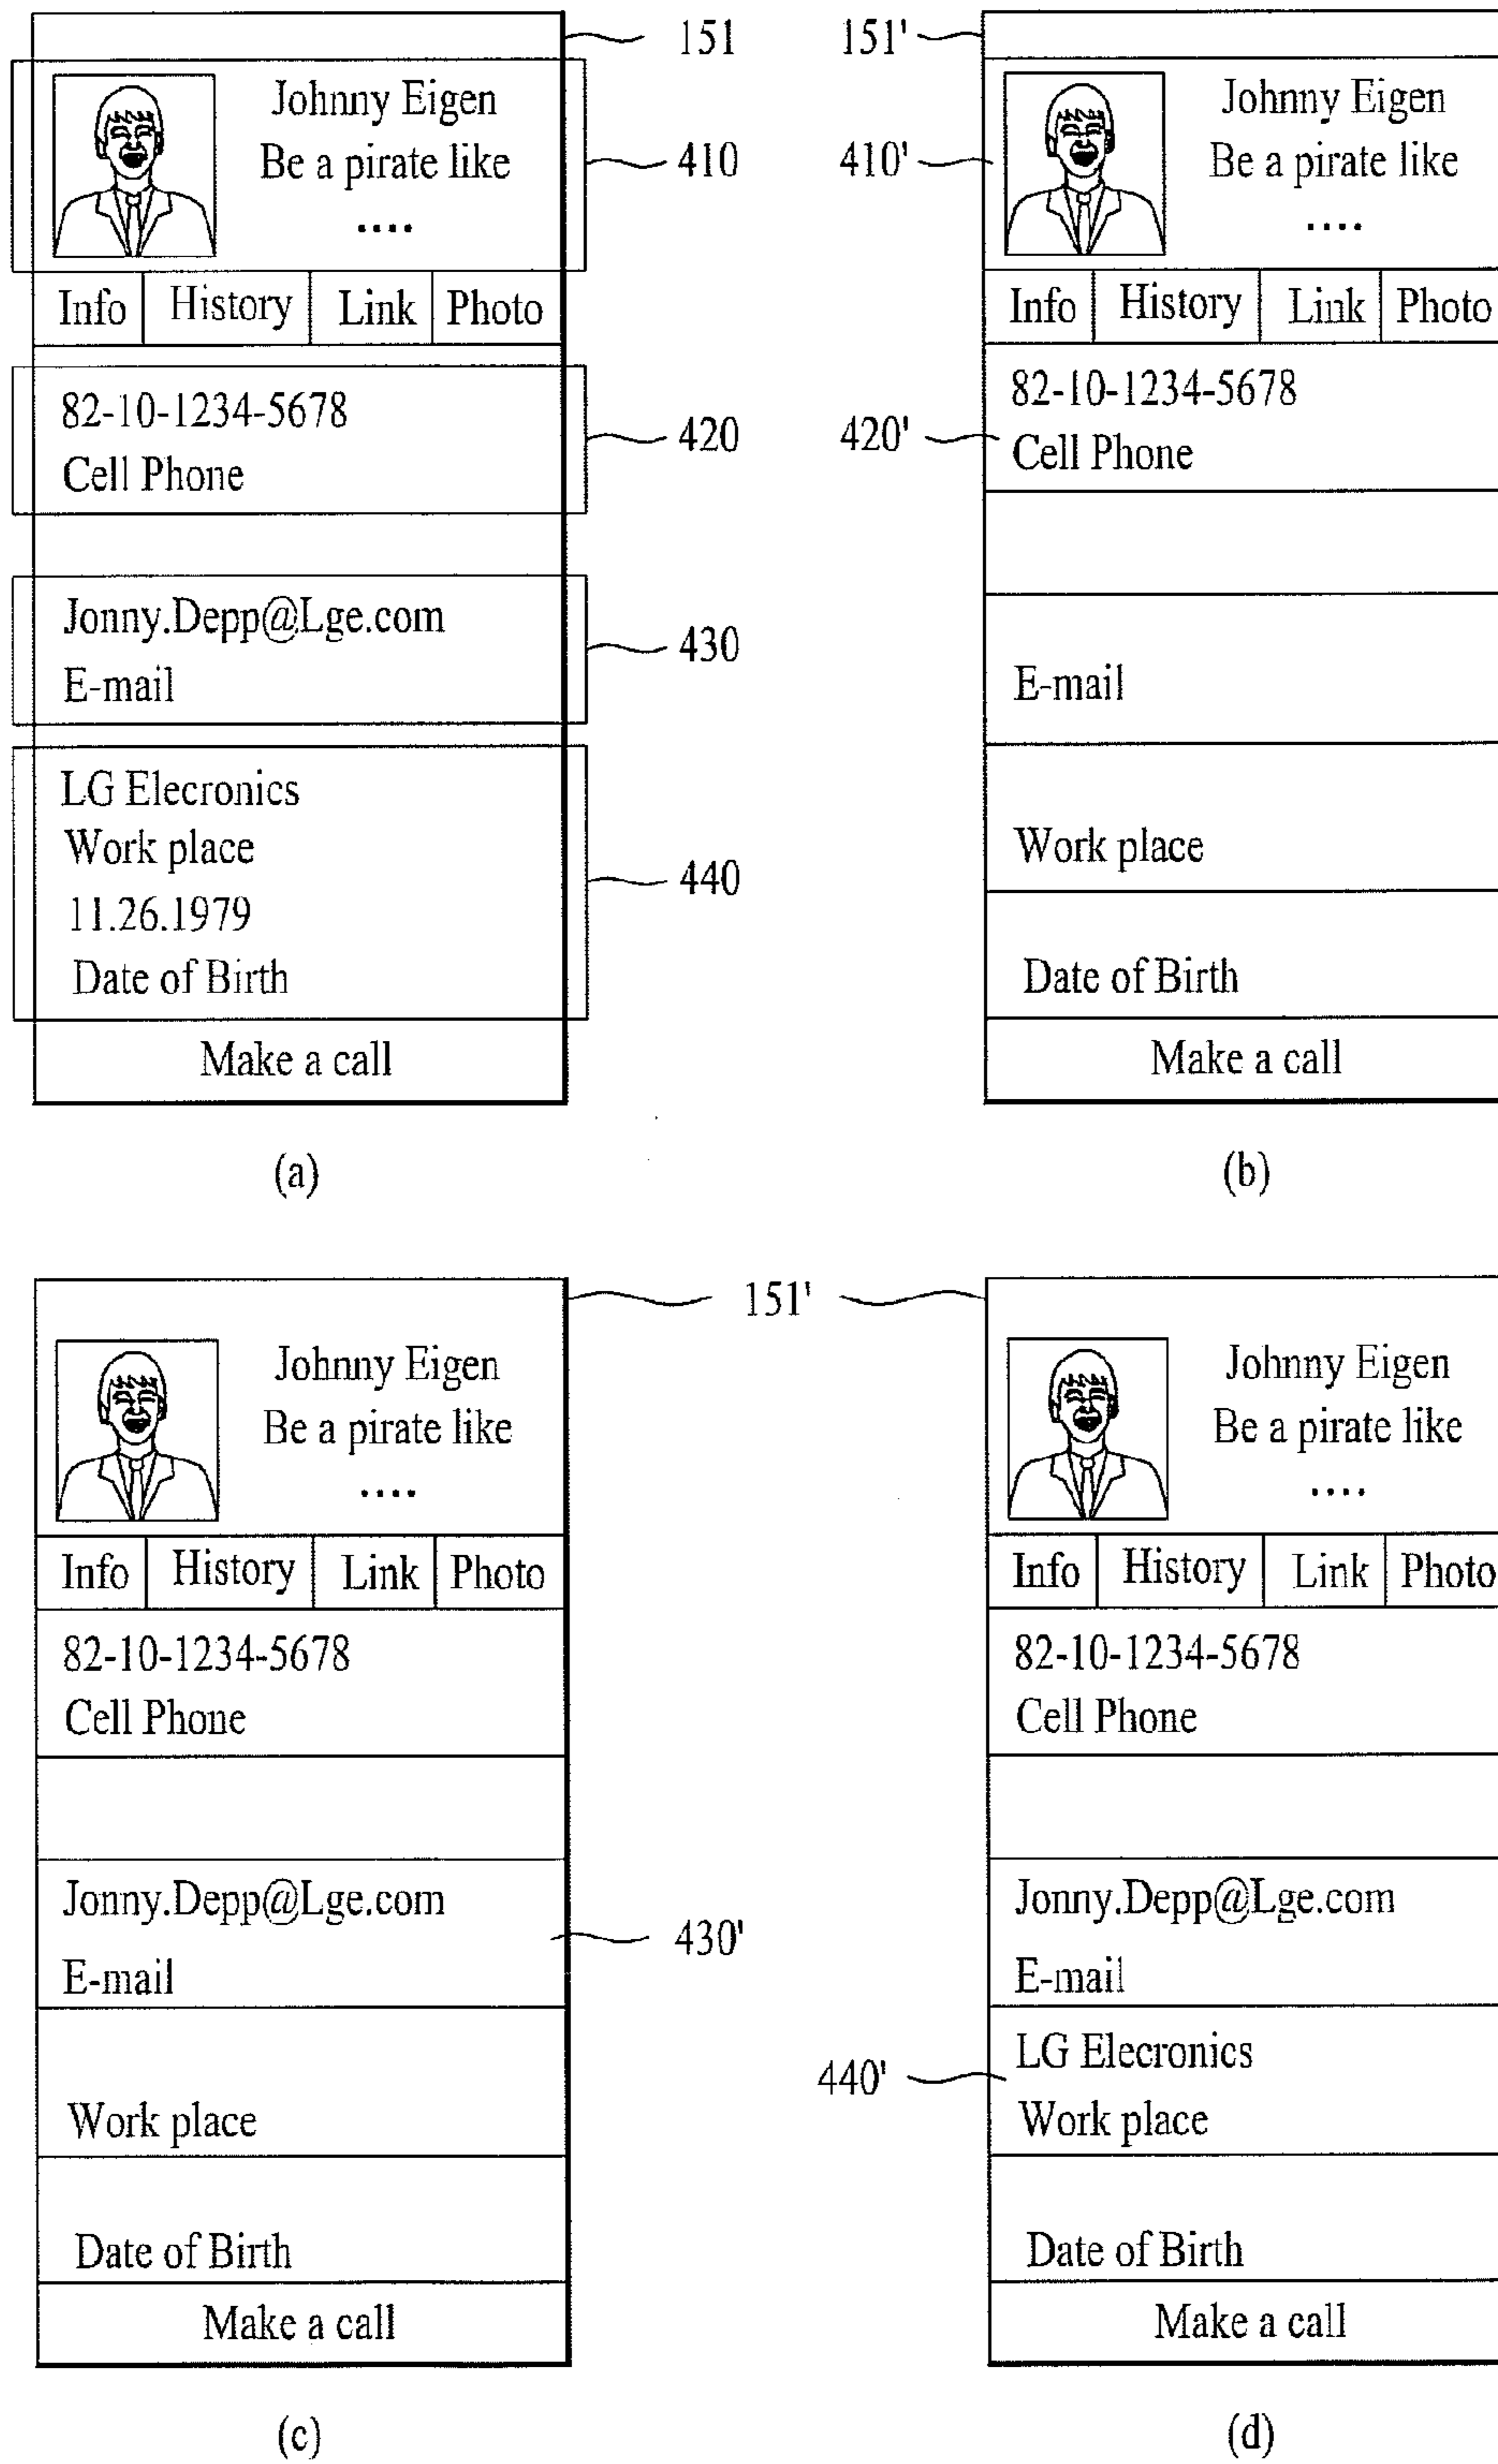 151
Johnny Eigen
Be a pirate like
....
410
Info History Link Photo
82-10-1234-5678
Cell Phone
420
Jonny.Depp@Lge.com
E-mail
430
LG Elecronics
Work place
11.26.1979
Date of Birth
440
Make a call
(a)
151'
Johnny Eigen
Be a pirate like
....
410'
Info History Link Photo
82-10-1234-5678
Cell Phone
420'
E-mail
Work place
Date of Birth
Make a call
(b)
151'
Johnny Eigen
Be a pirate like
....
Info History Link Photo
82-10-1234-5678
Cell Phone
Jonny.Depp@Lge.com
E-mail
430'
Work place
Date of Birth
Make a call
(c)
Johnny Eigen
Be a pirate like
....
Info History Link Photo
82-10-1234-5678
Cell Phone
Jonny.Depp@Lge.com
E-mail
LG Elecronics
Work place
440'
Date of Birth
Make a call
(d)